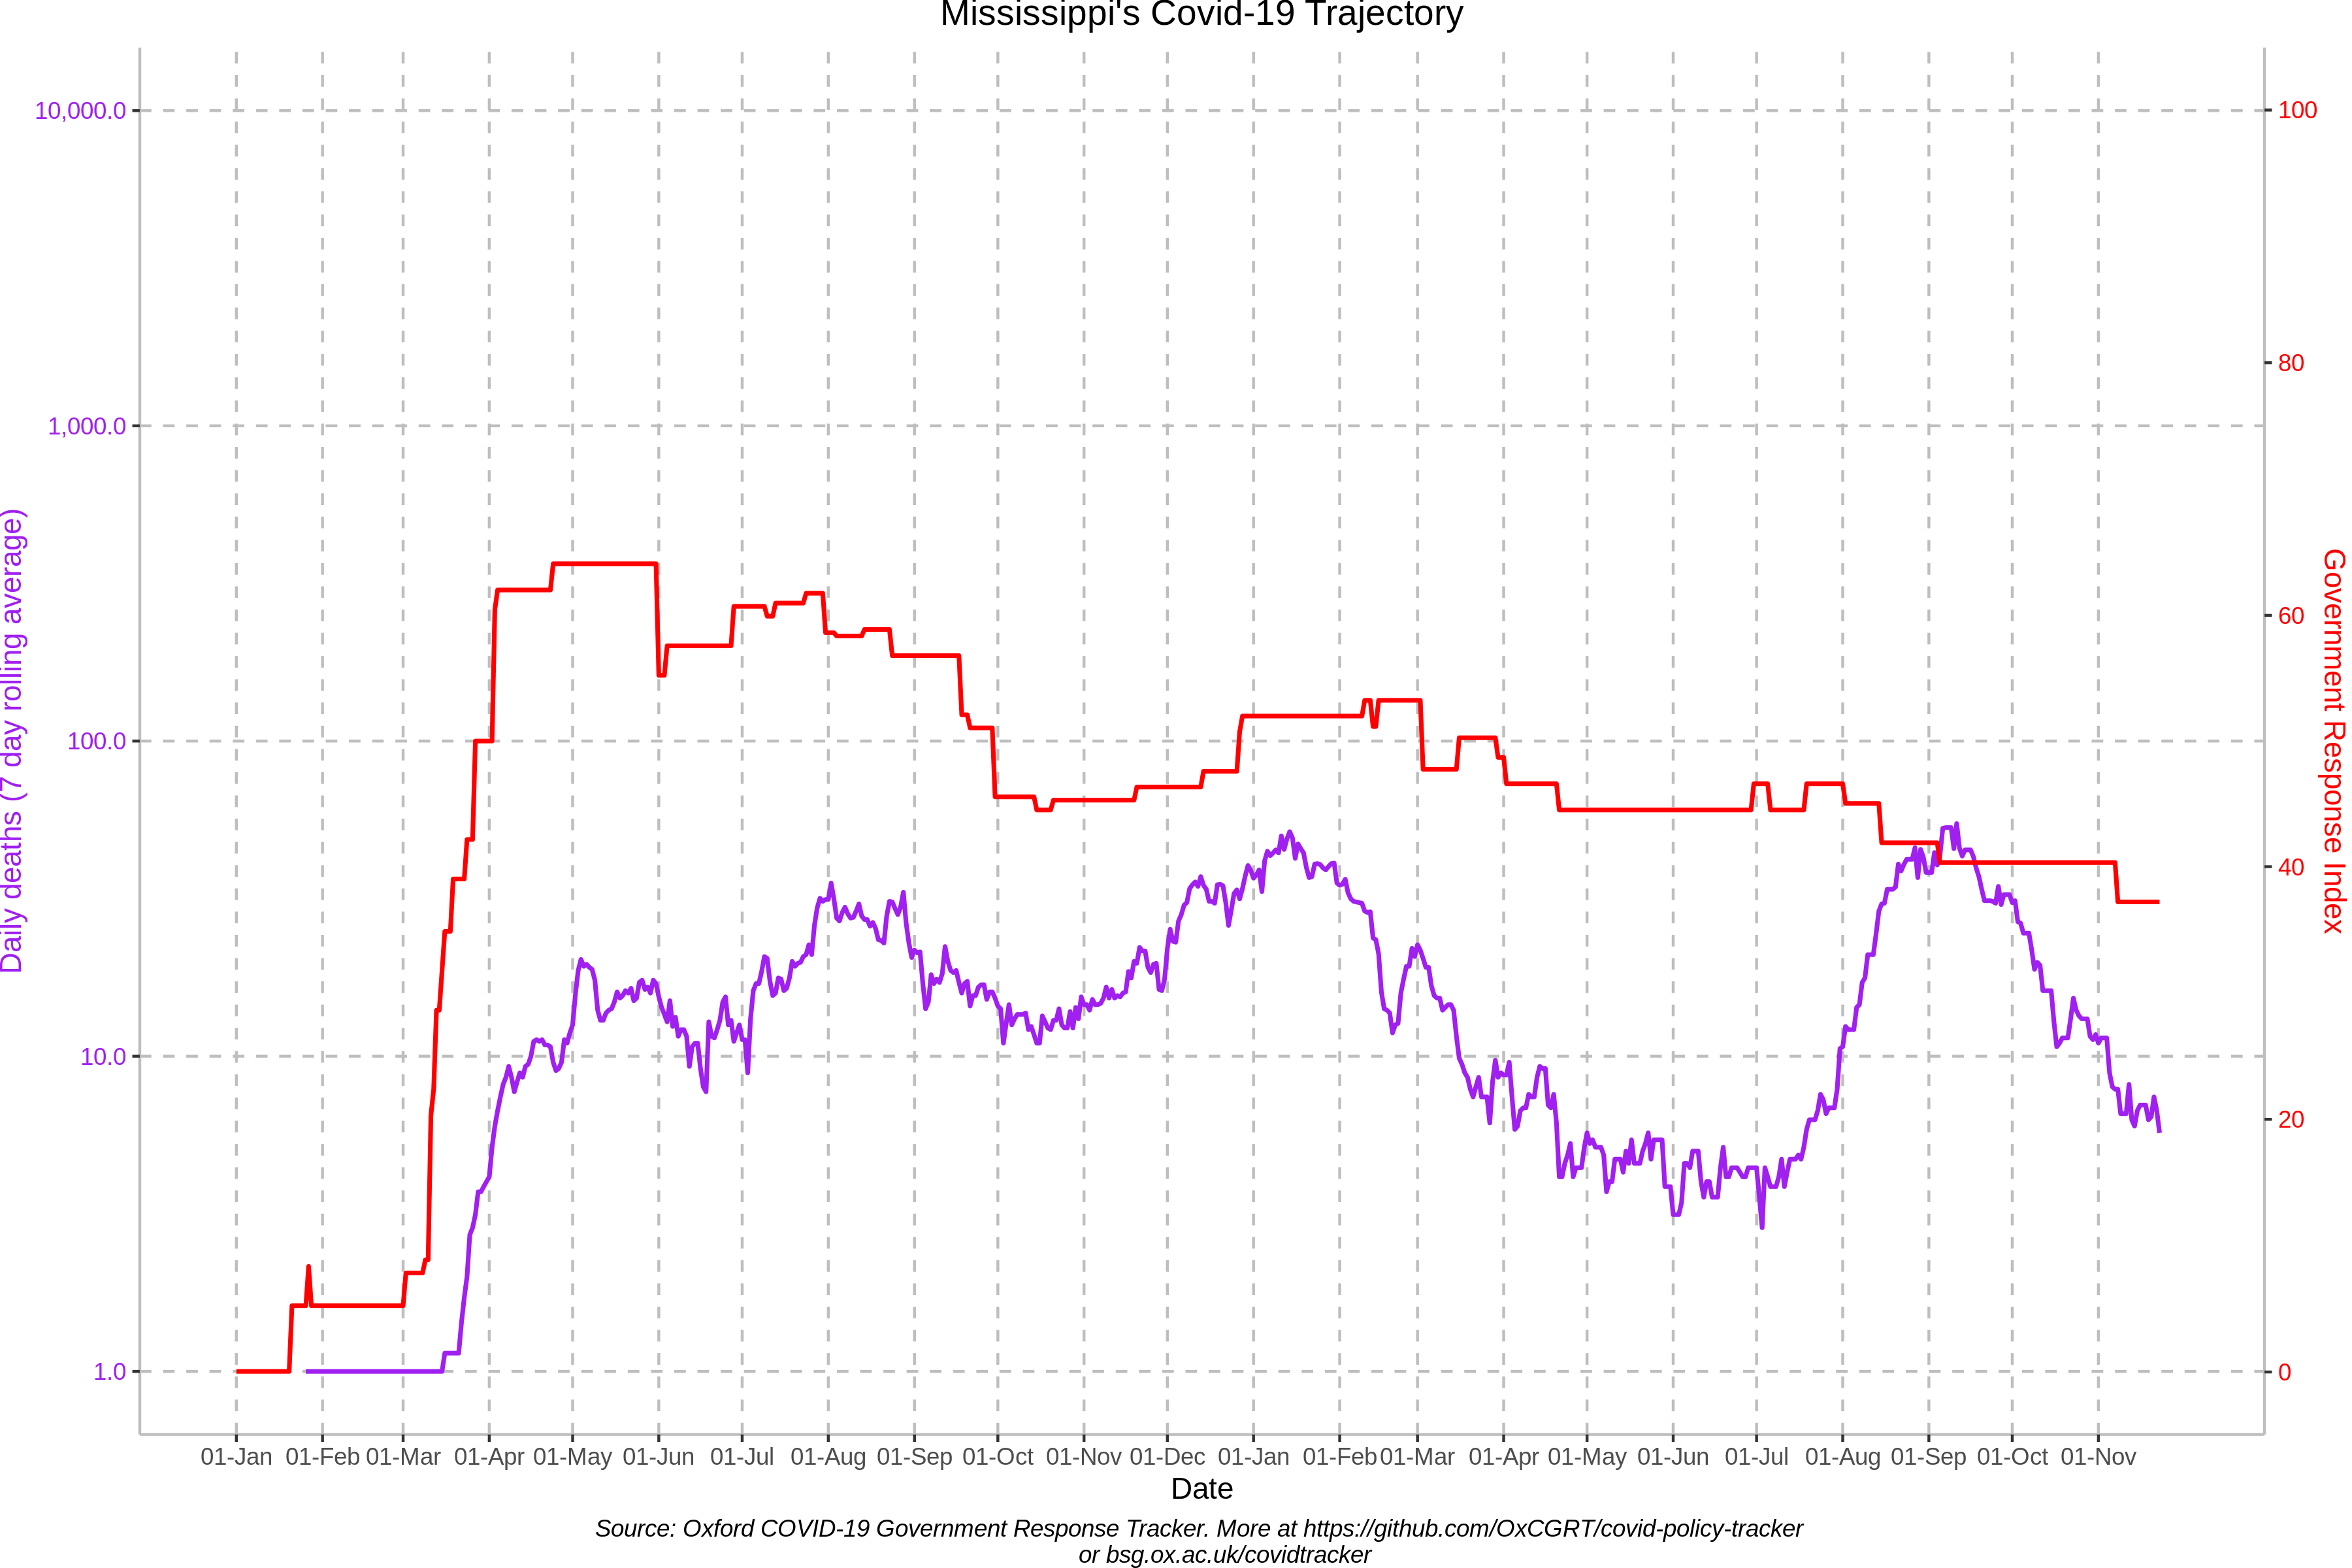 Mississippi's Covid-19 Trajectory
Daily deaths (7 day rolling average)
10,000.0
1,000.0
100.0
10.0
1.0
100
80
60
40
20
0
Government Response Index
01-Jan 01-Feb 01-Mar 01-Apr 01-May 01-Jun 01-Jul 01-Aug 01-Sep 01-Oct 01-Nov 01-Dec 01-Jan 01-Feb 01-Mar 01-Apr 01-May 01-Jun 01-Jul 01-Aug 01-Sep 01-Oct 01-Nov
Date
Source: Oxford COVID-19 Government Response Tracker. More at https://github.com/OxCGRT/covid-policy-tracker
or bsg.ox.ac.uk/covidtracker